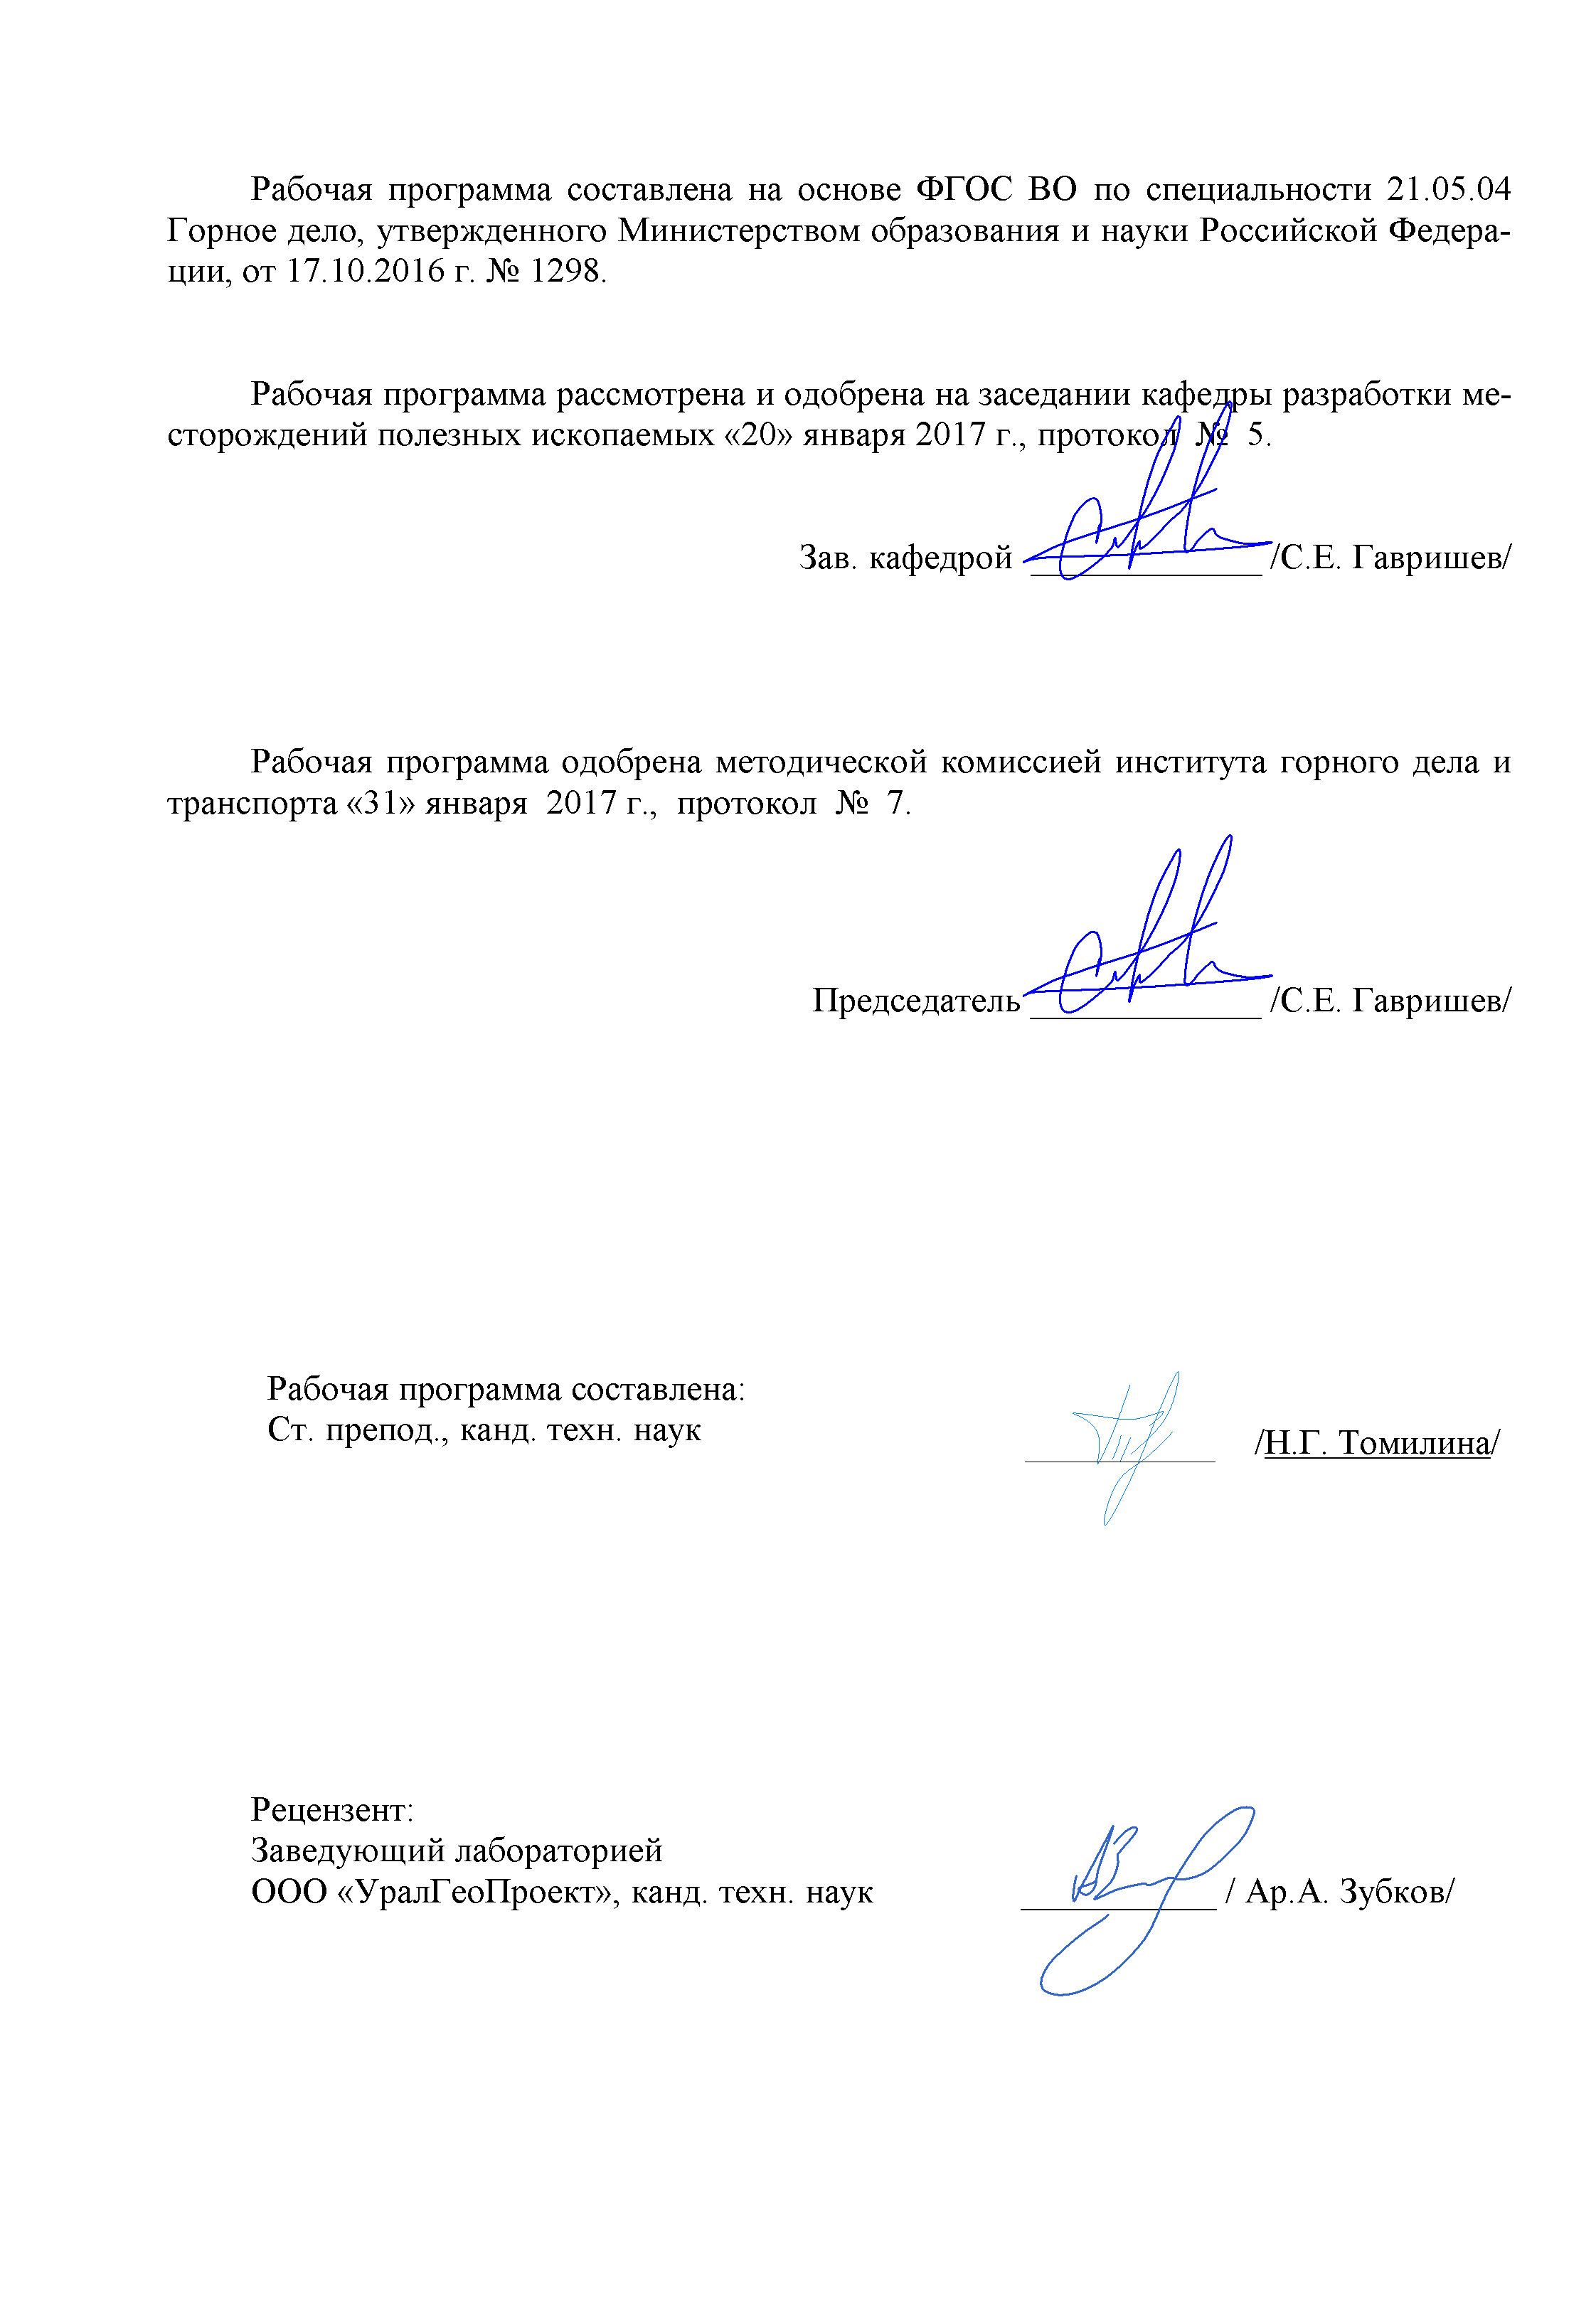 Рабочая программа составлена на основе ФГОС ВО по специальности 21.05.04
Горное дело, утвержденного Министерством образования и науки Российской Федера-
ции, от 17.10.2016 г. № 1298.
Рабочая программа рассмотрена и одобрена на заседании кафедры разработки ме-
сторождений полезных ископаемых «20» января 2017 г., протокол № 5.
Зав. кафедрой _____________ /С.Е. Гавришев/
Рабочая программа одобрена методической комиссией института горного дела и
транспорта «31» января 2017 г., протокол № 7.
Председатель _____________ /С.Е. Гавришев/
Рабочая программа составлена:
Ст. препод., канд. техн. наук
___________ /Н.Г. Томилина/
Рецензент:
Заведующий лабораторией
ООО «УралГеоПроект», канд. техн. наук ___________ / Ар.А. Зубков/